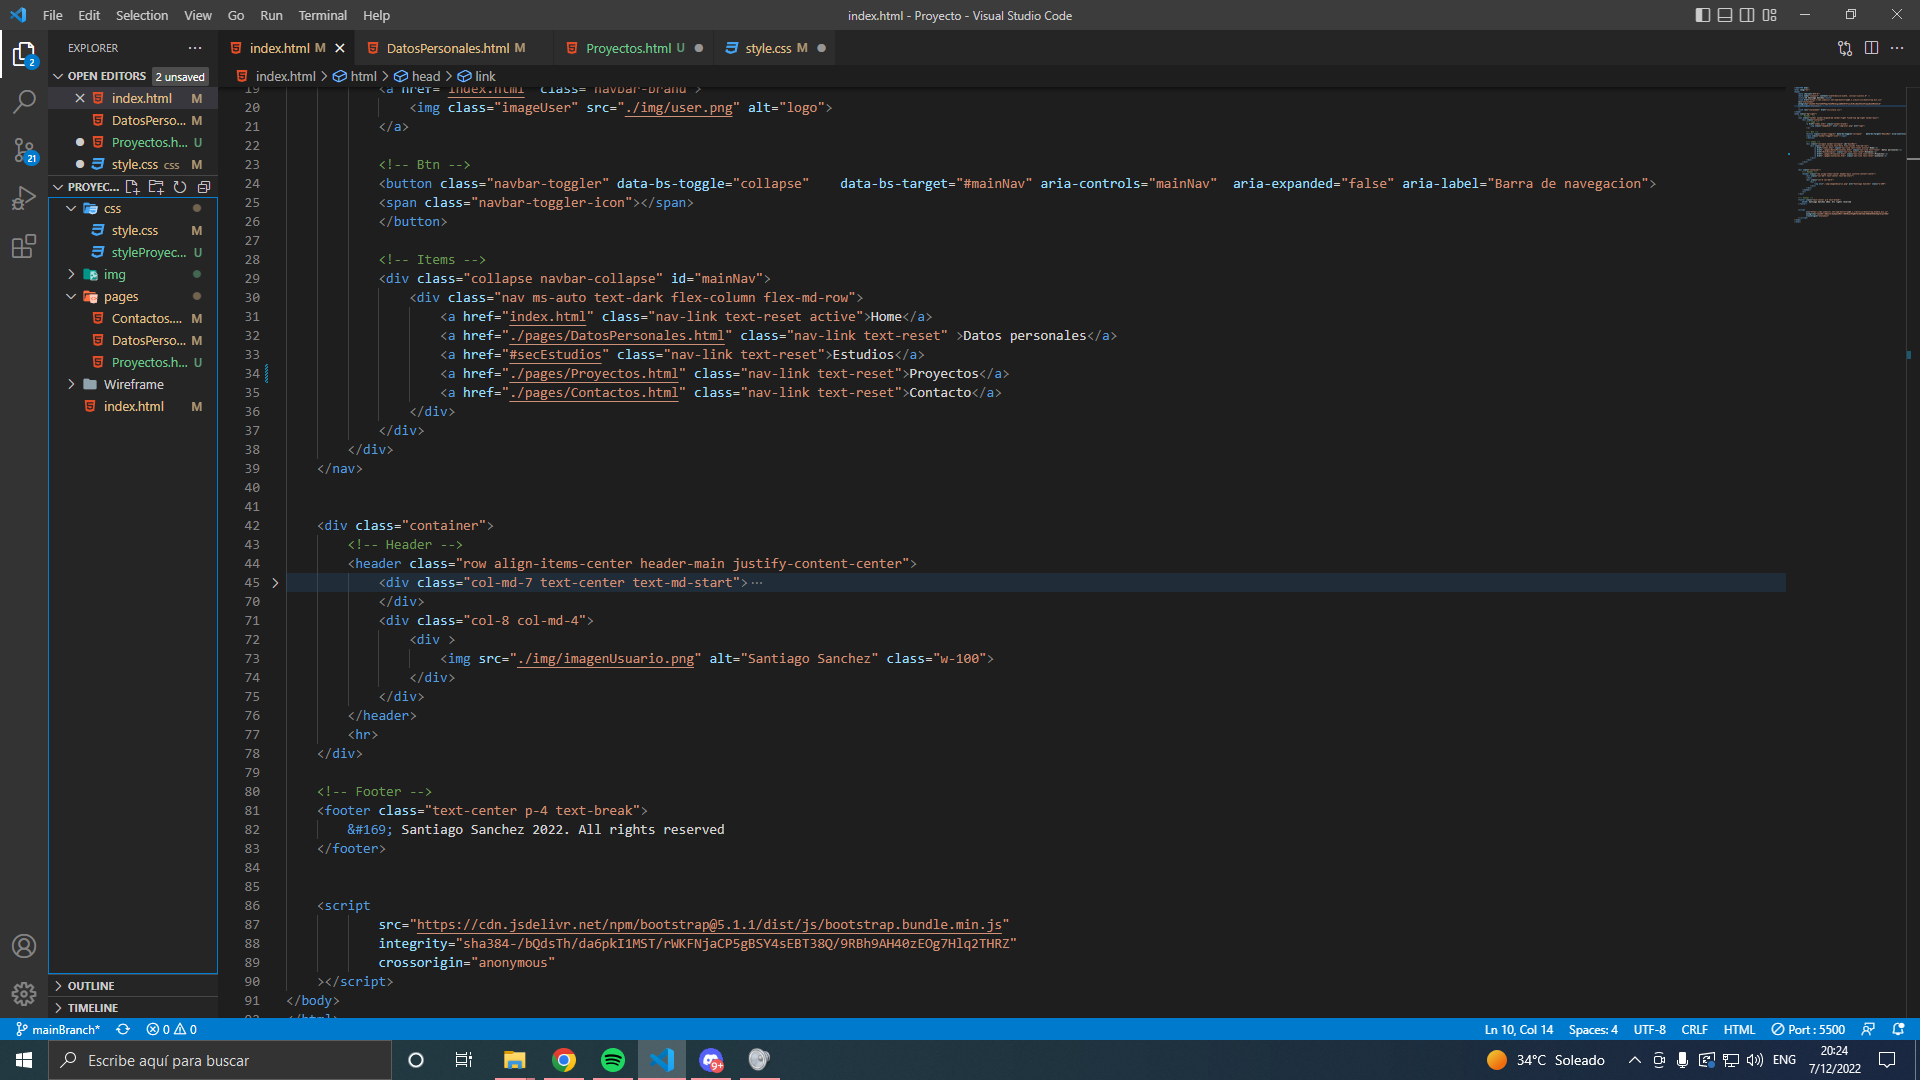 File Edit Selection View Go Run Terminal Help
index.html - Proyecto - Visual Studio Code
EXPLORER
index.html M
DatosPersonales.html M
Proyectos.html U
style.css M
OPEN EDITORS 2 unsaved
index.html M
DatosPerso... M
Proyectos.h... U
style.css css M
PROYEC...
css
style.css M
styleProyec... U
img
pages
Contactos.... M
DatosPerso... M
Proyectos.h... U
Wireframe
index.html M
OUTLINE
TIMELINE
index.html > html > head > link
19 <a href="index.html" class="navbar-brand">
20 <img class="imageUser" src="./img/user.png" alt="logo">
21 </a>
22
23 <!-- Btn -->
24 <button class="navbar-toggler" data-bs-toggle="collapse"    data-bs-target="#mainNav" aria-controls="mainNav"  aria-expanded="false" aria-label="Barra de navegacion">
25 <span class="navbar-toggler-icon"></span>
26 </button>
27
28 <!-- Items -->
29 <div class="collapse navbar-collapse" id="mainNav">
30 <div class="nav ms-auto text-dark flex-column flex-md-row">
31 <a href="index.html" class="nav-link text-reset active">Home</a>
32 <a href="./pages/DatosPersonales.html" class="nav-link text-reset" >Datos personales</a>
33 <a href="#secEstudios" class="nav-link text-reset">Estudios</a>
34 <a href="./pages/Proyectos.html" class="nav-link text-reset">Proyectos</a>
35 <a href="./pages/Contactos.html" class="nav-link text-reset">Contacto</a>
36 </div>
37 </div>
38 </div>
39 </nav>
40
41
42 <div class="container">
43 <!-- Header -->
44 <header class="row align-items-center header-main justify-content-center">
45 <div class="col-md-7 text-center text-md-start">...
70 </div>
71 <div class="col-8 col-md-4">
72 <div >
73 <img src="./img/imagenUsuario.png" alt="Santiago Sanchez" class="w-100">
74 </div>
75 </div>
76 </header>
77 <hr>
78 </div>
79
80 <!-- Footer -->
81 <footer class="text-center p-4 text-break">
82 &#169; Santiago Sanchez 2022. All rights reserved
83 </footer>
84
85
86 <script
87 src="https://cdn.jsdelivr.net/npm/bootstrap@5.1.1/dist/js/bootstrap.bundle.min.js"
88 integrity="sha384-/bQdsTh/da6pkI1MST/rWKFNjaCP5gBSY4sEBT38Q/9RBh9AH40zEOg7Hlq2THRZ"
89 crossorigin="anonymous"
90 ></script>
91 </body>
92 </html>
2
21
mainBranch* 0 0
Ln 10, Col 14 Spaces: 4 UTF-8 CRLF HTML Port : 5500
Escribe aquí para buscar
9+
34°C Soleado
ENG
20:24
7/12/2022